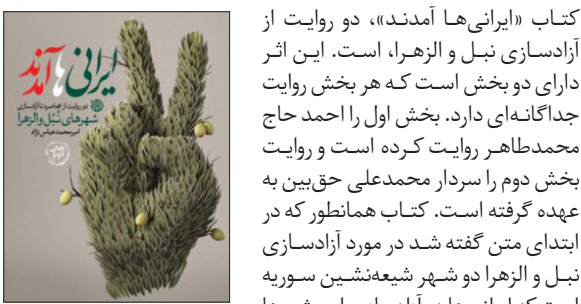 کتاب «ایرانی‌ها آمدند»، دو روایت از
آزادسازی نبل و الزهرا، است. این اثر
دارای دو بخش است که هر بخش روایت
جداگانه‌ای دارد. بخش اول را احمد حاج
محمدطاهر روایت کرده است و روایت
بخش دوم را سردار محمدعلی حق‌بین به
عهده گرفته است. کتاب همانطور که در
ابتدای متن گفته شد در مورد آزادسازی
نبل و الزهرا دو شهر شیعه‌نشین سوریه
ایرانی‌ها آمدند
دو روایت از محاصره تا آزادسازی
شهرهای نُبُل و الزهرا
امیرمحمد عباس‌نژاد